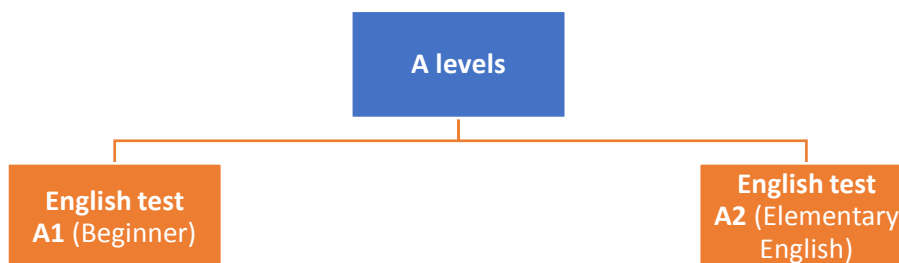 A levels
English test
A1 (Beginner)
English test
A2 (Elementary
English)